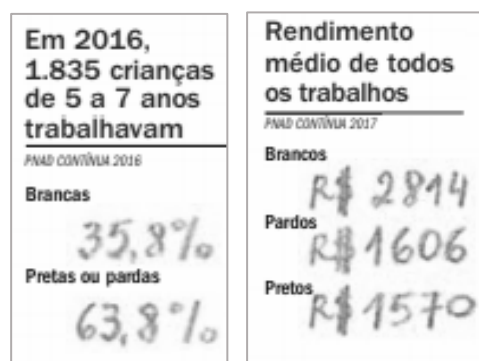 Em 2016,
1.835 crianças
de 5 a 7 anos
trabalhavam
PNAD CONTÍNUA 2016
Brancas
35,8%
Pretas ou pardas
63,8%
Rendimento
médio de todos
os trabalhos
PNAD CONTÍNUA 2017
Brancos
R$ 2814
Pardos
R$ 1606
Pretos
R$ 1570